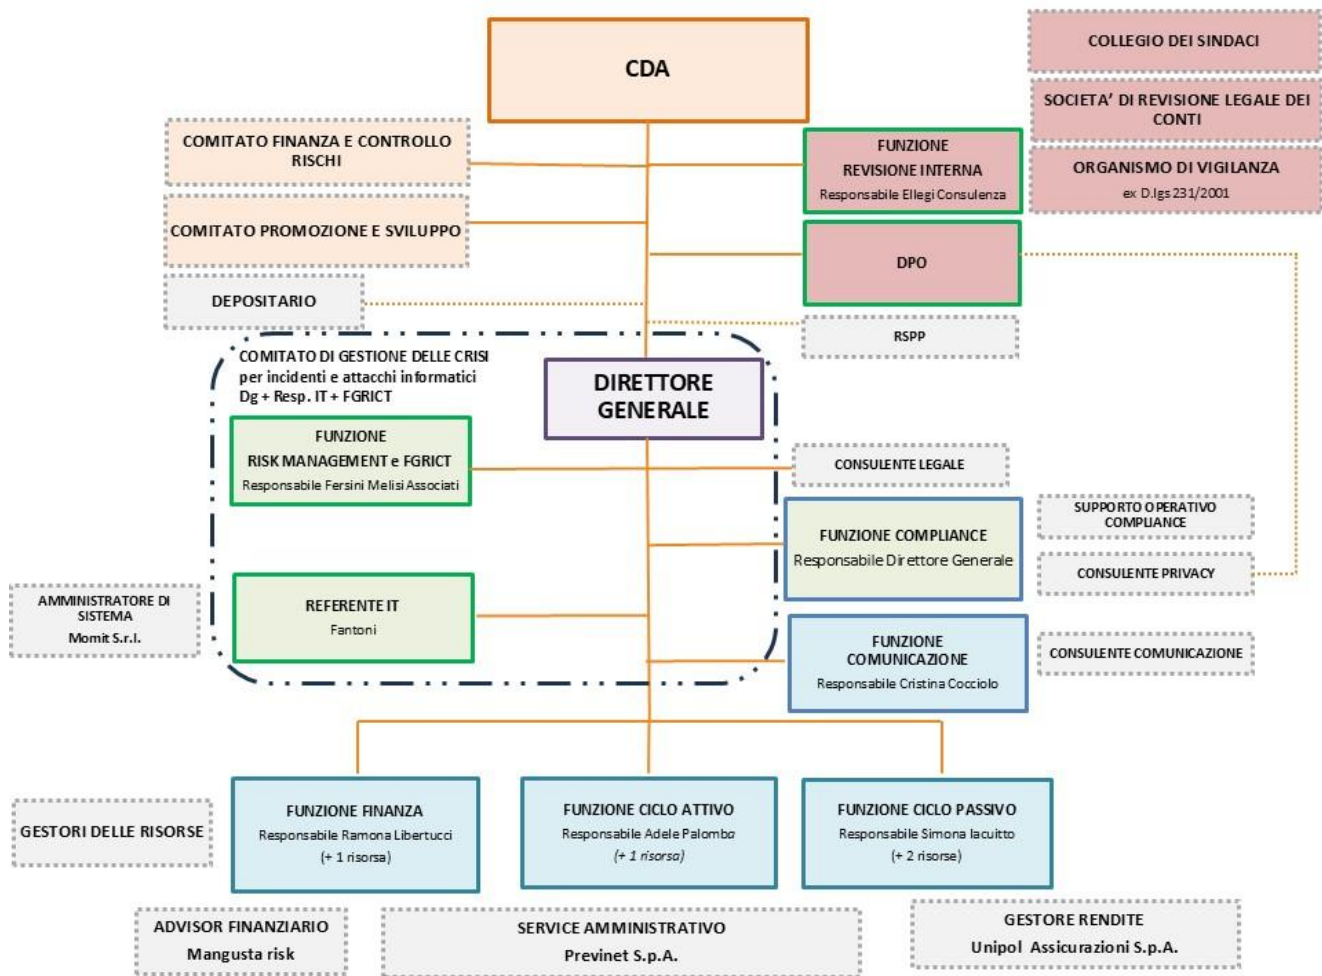 CDA
COLLEGIO DEI SINDACI
SOCIETA' DI REVISIONE LEGALE DEI
CONTI
ORGANISMO DI VIGILANZA
ex D.lgs 231/2001
COMITATO FINANZA E CONTROLLO
RISCHI
FUNZIONE
REVISIONE INTERNA
Responsabile Ellegi Consulenza
COMITATO PROMOZIONE E SVILUPPO
DPO
DEPOSITARIO
RSPP
COMITATO DI GESTIONE DELLE CRISI
per incidenti e attacchi informatici
Dg + Resp. IT + FGRICT
DIRETTORE
GENERALE
FUNZIONE
RISK MANAGEMENT e FGRICT
Responsabile Fersini Melisi Associati
CONSULENTE LEGALE
FUNZIONE COMPLIANCE
Responsabile Direttore Generale
SUPPORTO OPERATIVO
COMPLIANCE
CONSULENTE PRIVACY
AMMINISTRATORE DI
SISTEMA
Momit S.r.l.
REFERENTE IT
Fantoni
FUNZIONE
COMUNICAZIONE
Responsabile Cristina Cocciolo
CONSULENTE COMUNICAZIONE
GESTORI DELLE RISORSE
FUNZIONE FINANZA
Responsabile Ramona Libertucci
(+ 1 risorsa)
FUNZIONE CICLO ATTIVO
Responsabile Adele Palomba
(+ 1 risorsa)
FUNZIONE CICLO PASSIVO
Responsabile Simona Iacuitto
(+ 2 risorse)
ADVISOR FINANZIARIO
Mangusta risk
SERVICE AMMINISTRATIVO
Previnet S.p.A.
GESTORE RENDITE
Unipol Assicurazioni S.p.A.